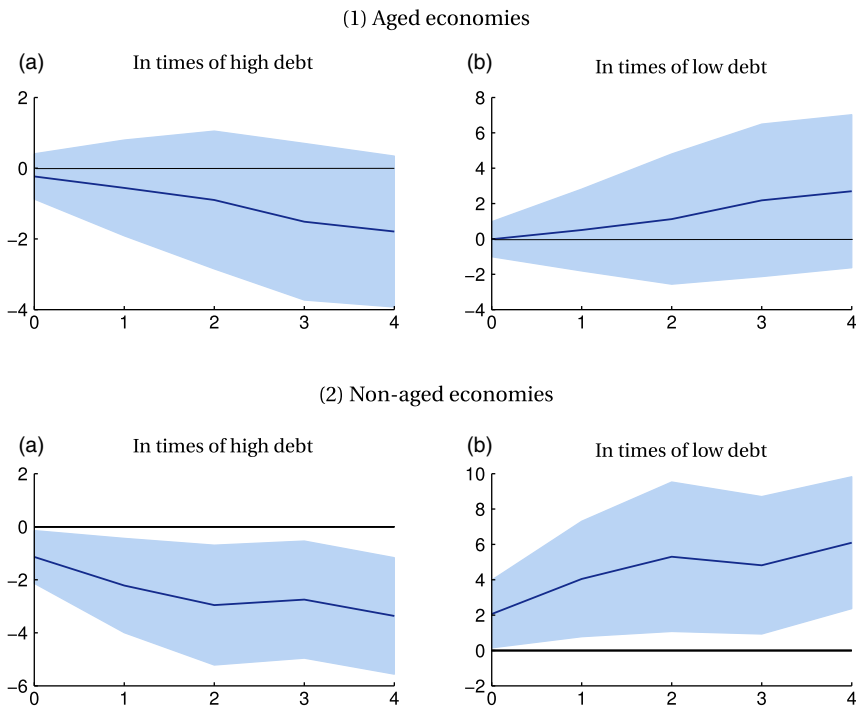 (1) Aged economies
(a) In times of high debt
2
0
−2
−4
0 1 2 3 4
(b) In times of low debt
8
6
4
2
0
−2
−4
0 1 2 3 4
(2) Non-aged economies
(a) In times of high debt
2
0
−2
−4
−6
0 1 2 3 4
(b) In times of low debt
10
8
6
4
2
0
−2
0 1 2 3 4